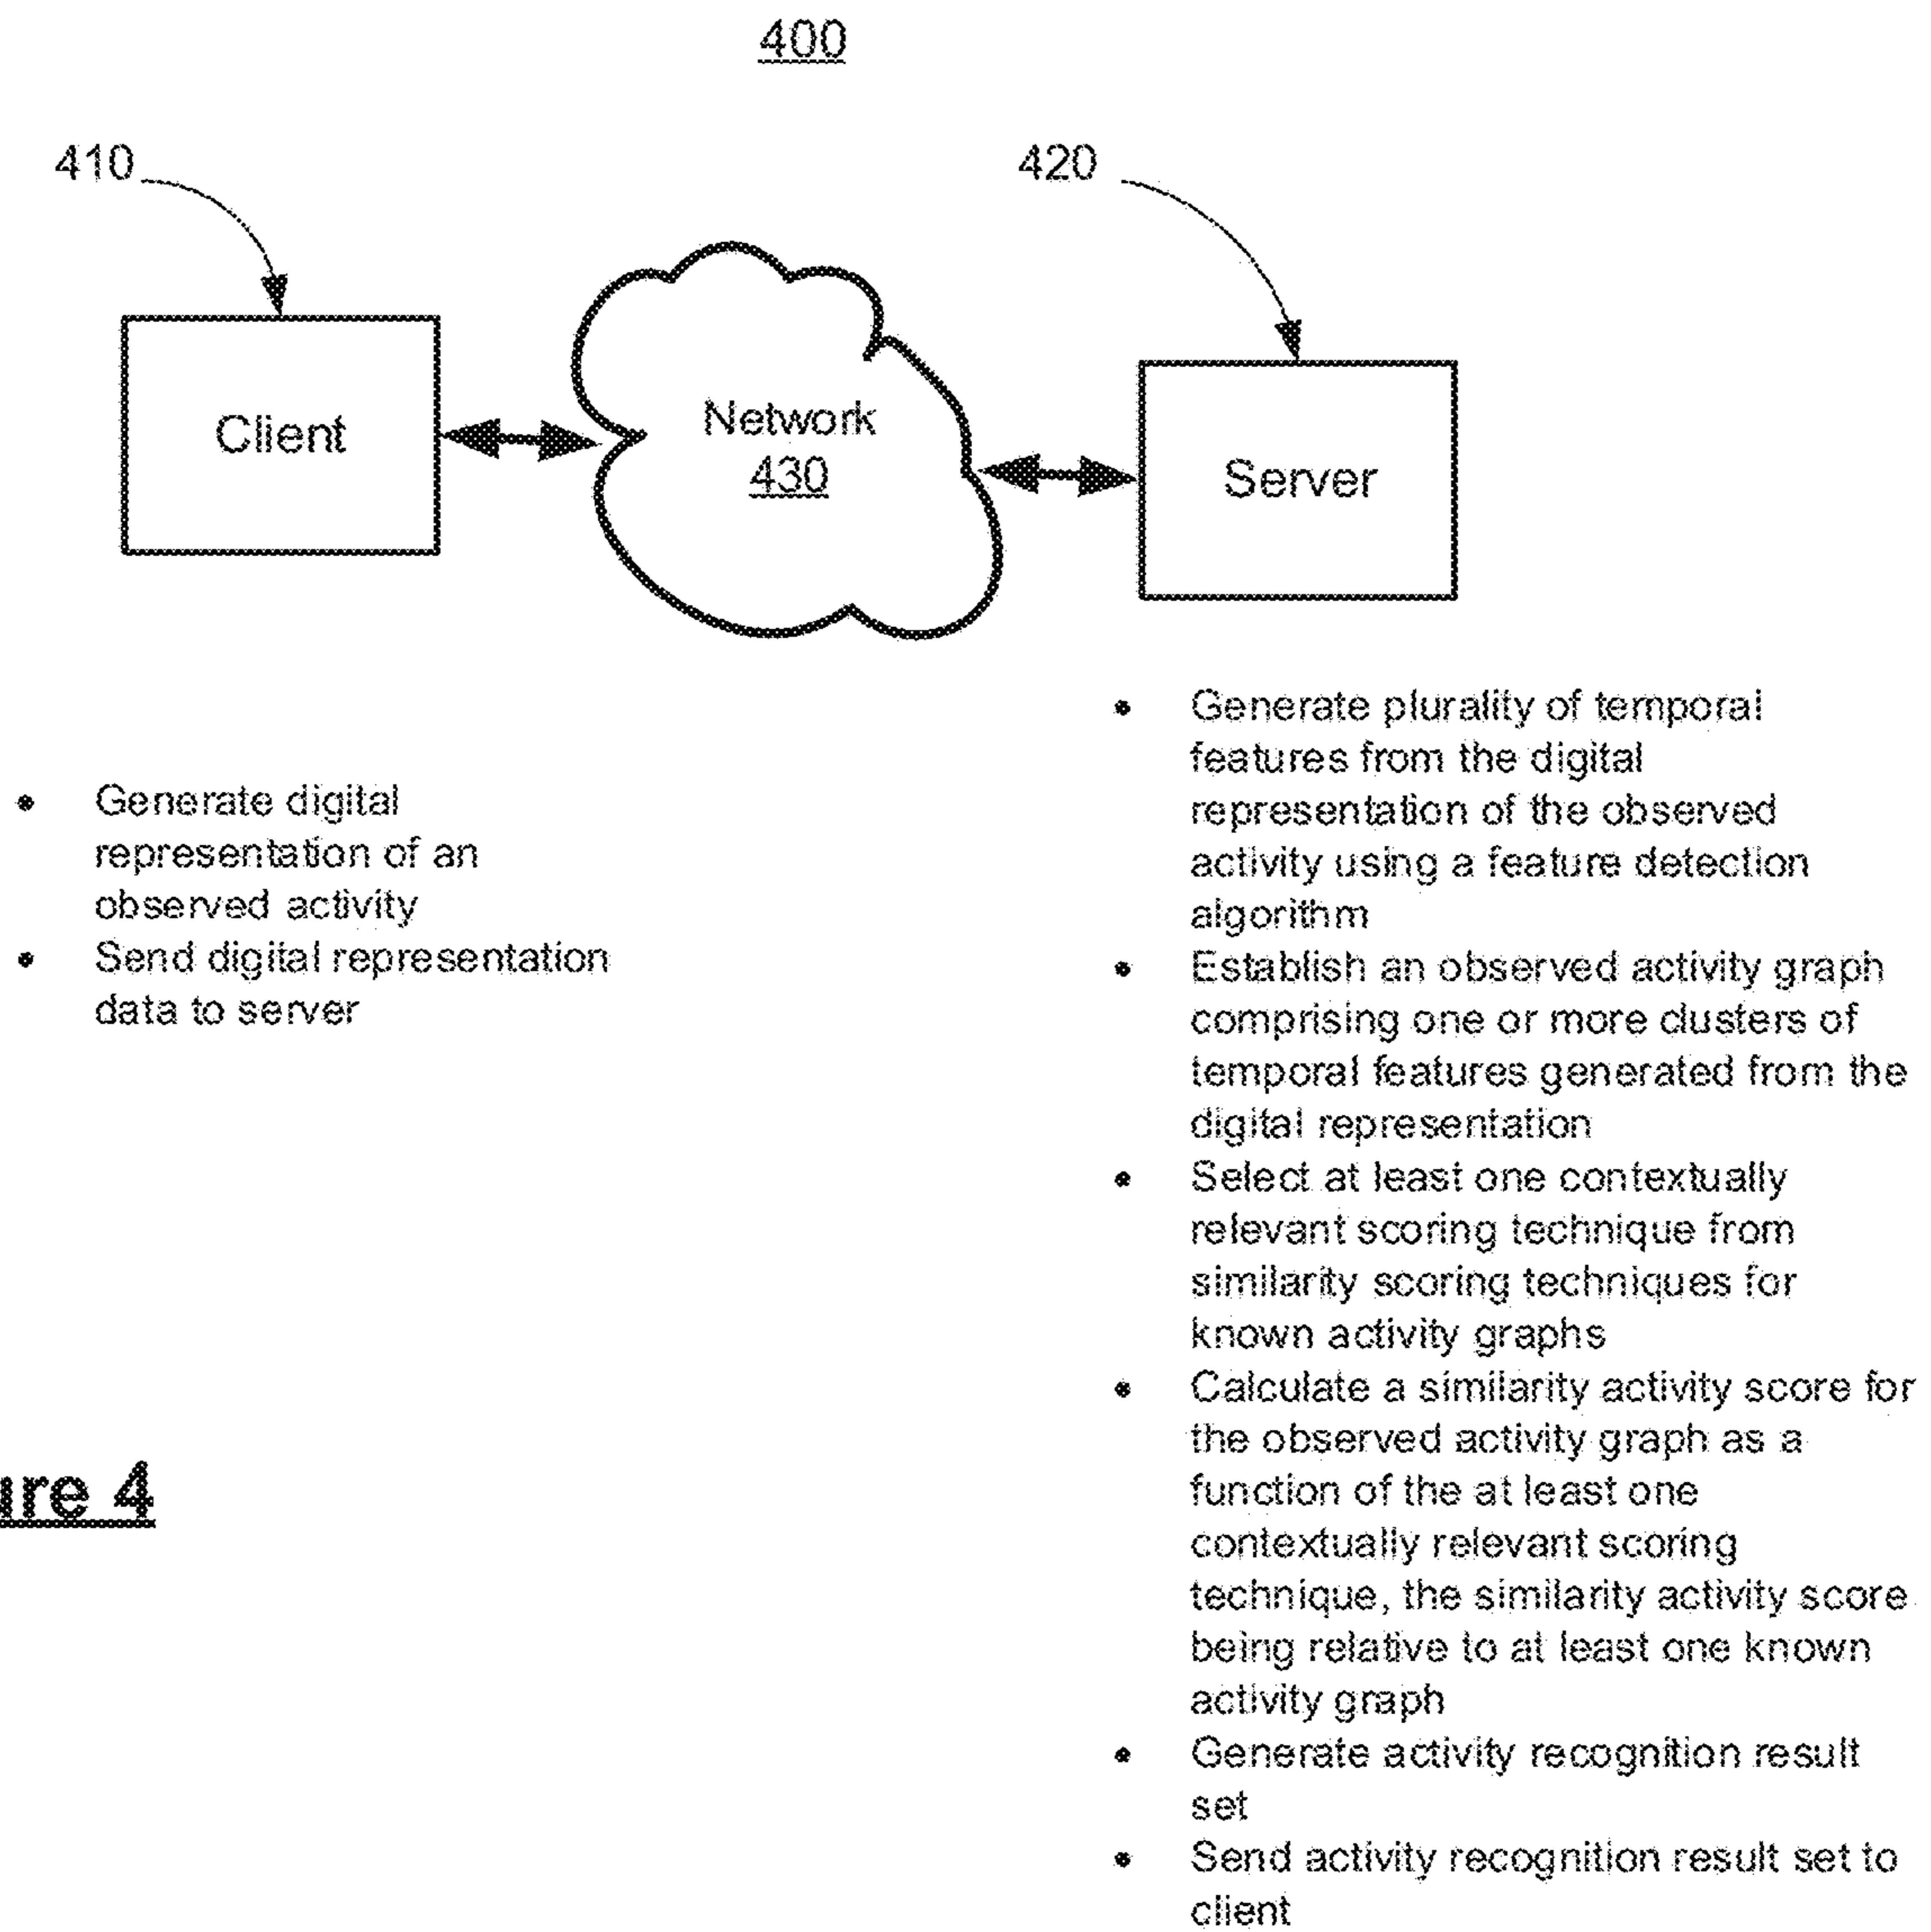 400
410
420
Client
Network
430
Server
• Generate digital
representation of an
observed activity
• Send digital representation
data to server
• Generate plurality of temporal
features from the digital
representation of the observed
activity using a feature detection
algorithm
• Establish an observed activity graph
comprising one or more clusters of
temporal features generated from the
digital representation
• Select at least one contextually
relevant scoring technique from
similarity scoring techniques for
known activity graphs
• Calculate a similarity activity score for
the observed activity graph as a
function of the at least one
contextually relevant scoring
technique, the similarity activity score
being relative to at least one known
activity graph
• Generate activity recognition result
set
• Send activity recognition result set to
client
ure 4